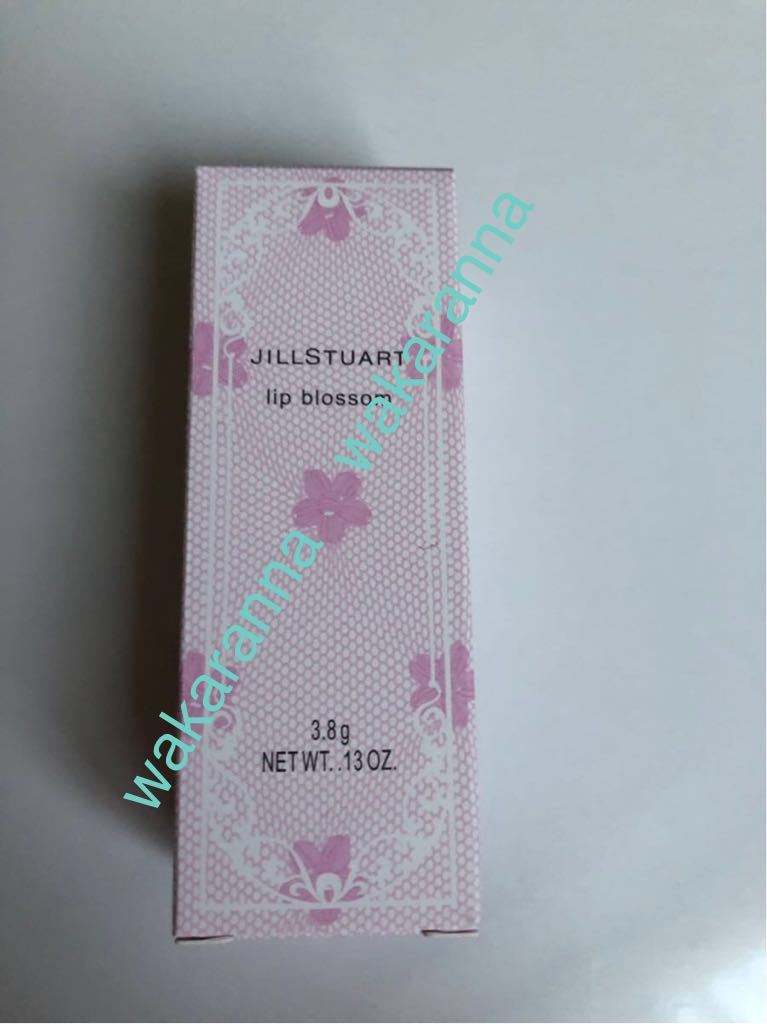 JILLSTUART
lip blossom
3.8g
NET WT. .13 OZ.
wakaranna wakaranna